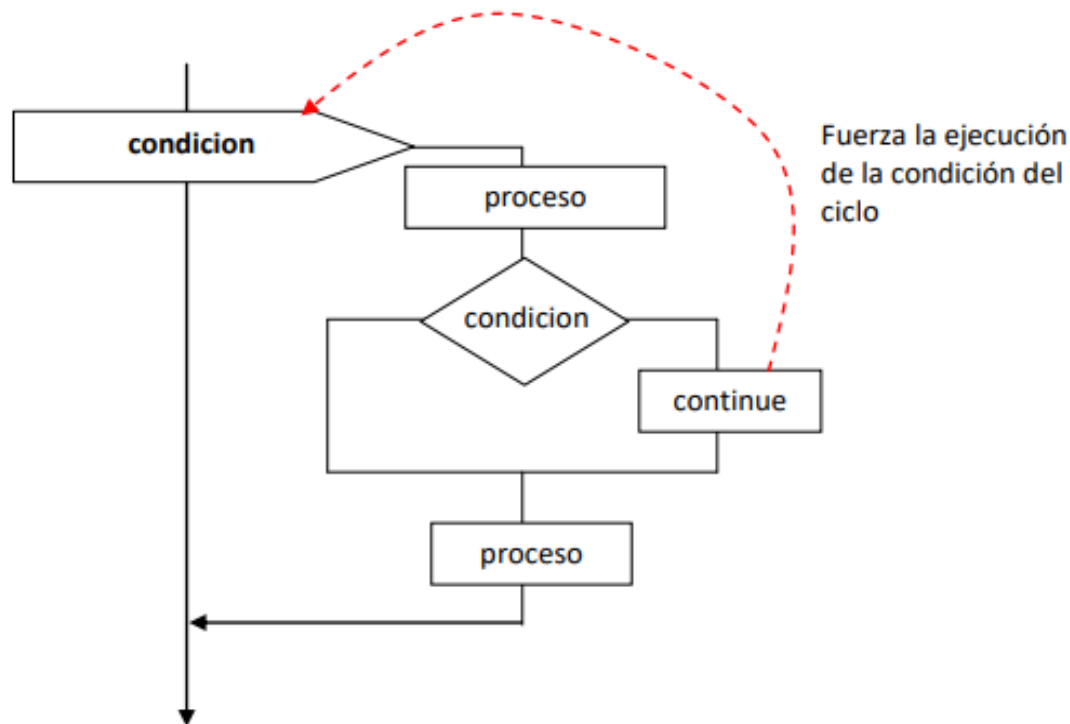 condicion
Fuerza la ejecución
de la condición del
ciclo
proceso
condicion
continue
proceso